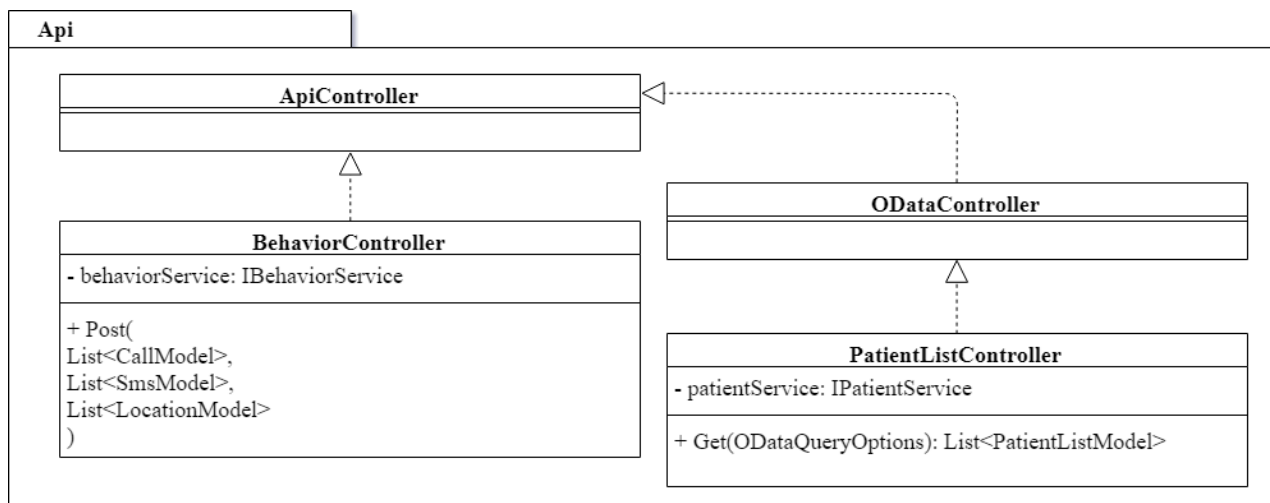 Api
ApiController
BehaviorController
- behaviorService: IBehaviorService
+ Post(
List<CallModel>,
List<SmsModel>,
List<LocationModel>
)
ODataController
PatientListController
- patientService: IPatientService
+ Get(ODataQueryOptions): List<PatientListModel>